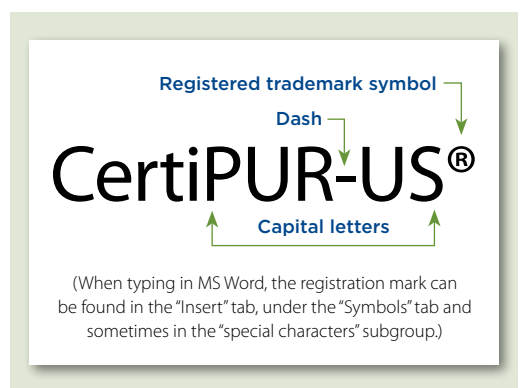 Registered trademark symbol
Dash
CertiPUR-US®
Capital letters
(When typing in MS Word, the registration mark can
be found in the “Insert” tab, under the “Symbols” tab and
sometimes in the “special characters” subgroup.)